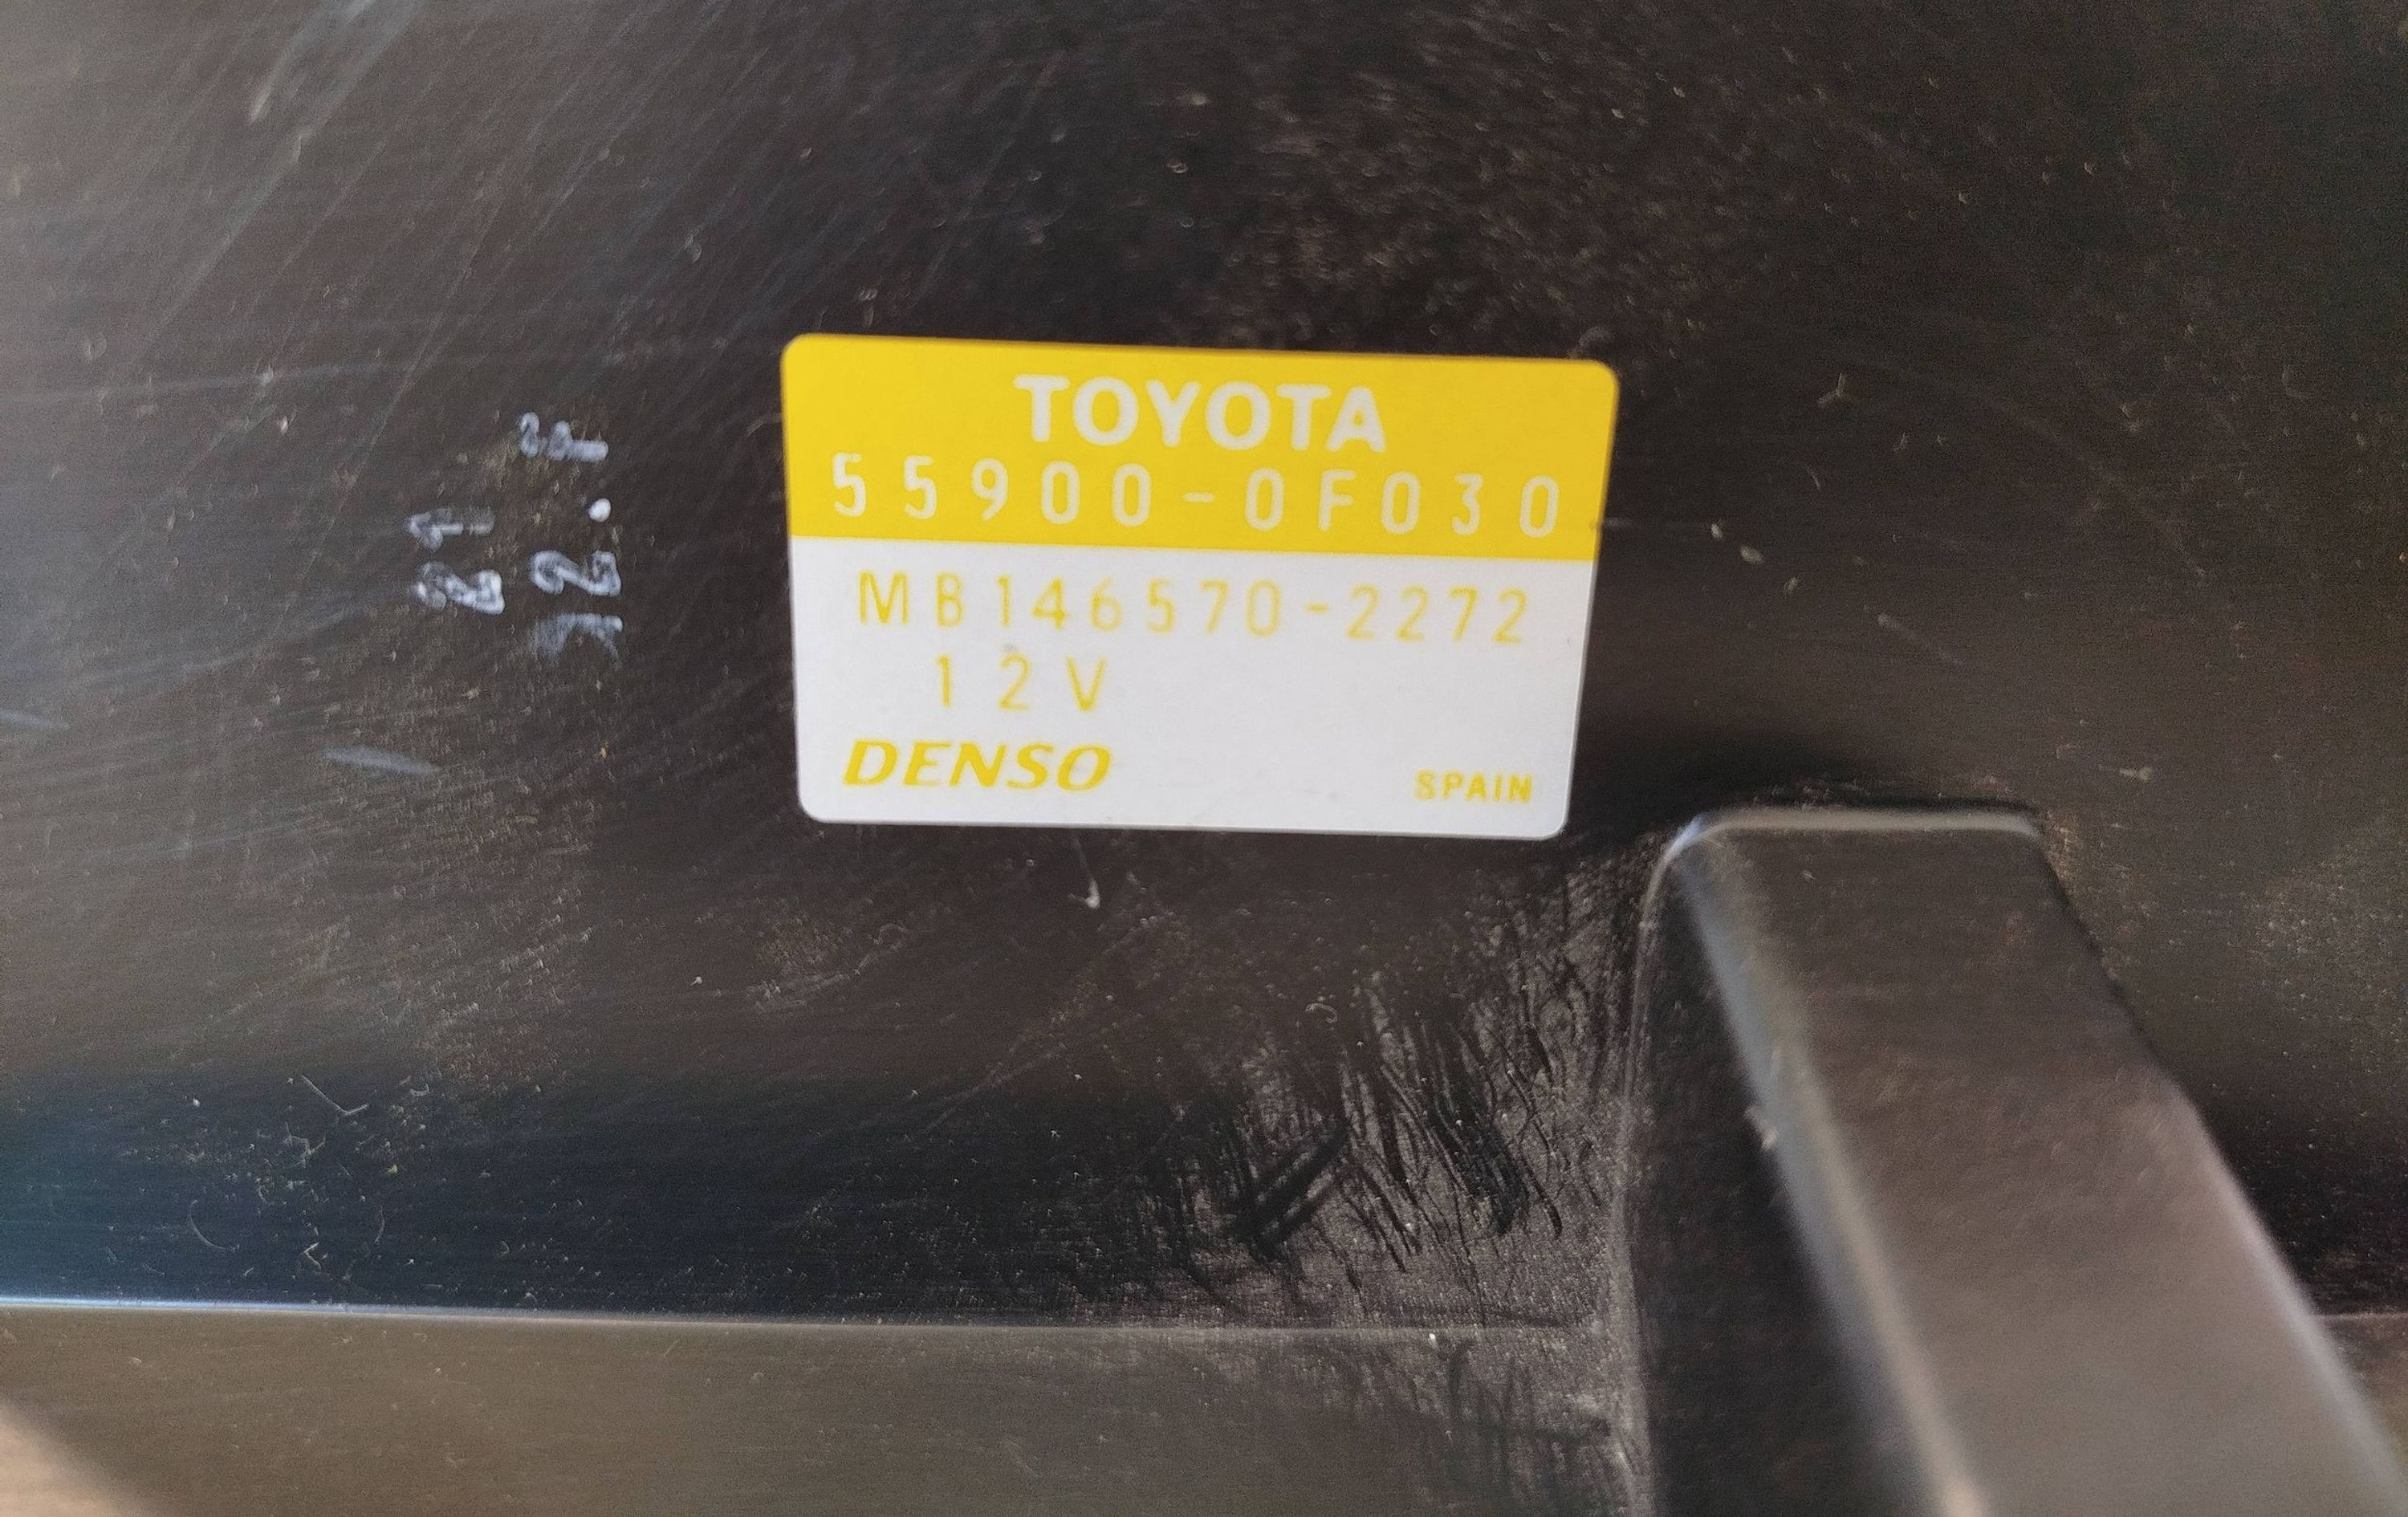 TOYOTA
55900-0F030
MB146570-2272
12V
DENSO SPAIN